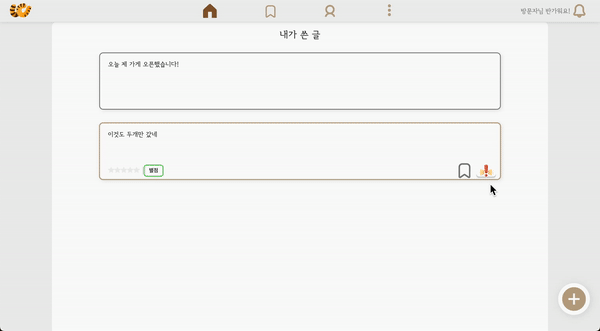 방문자님 반가워요!
내가 쓴 글
오늘 제 가게 오픈했습니다!
이것도 두개만 갔네
별점